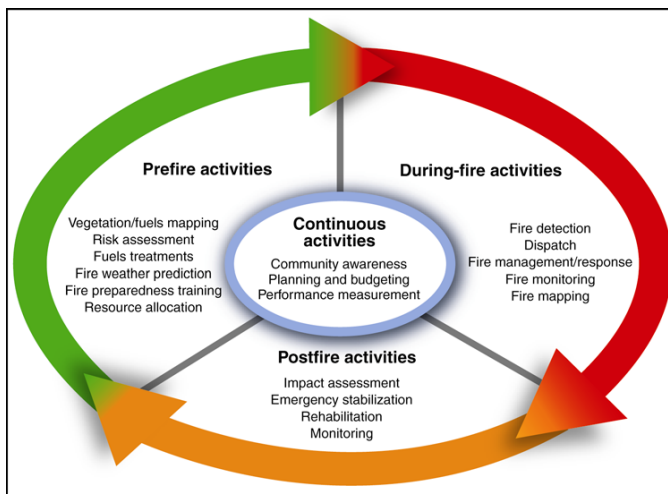 Prefire activities
Vegetation/fuels mapping
Risk assessment
Fuels treatments
Fire weather prediction
Fire preparedness training
Resource allocation
During-fire activities
Fire detection
Dispatch
Fire management/response
Fire monitoring
Fire mapping
Continuous
activities
Community awareness
Planning and budgeting
Performance measurement
Postfire activities
Impact assessment
Emergency stabilization
Rehabilitation
Monitoring